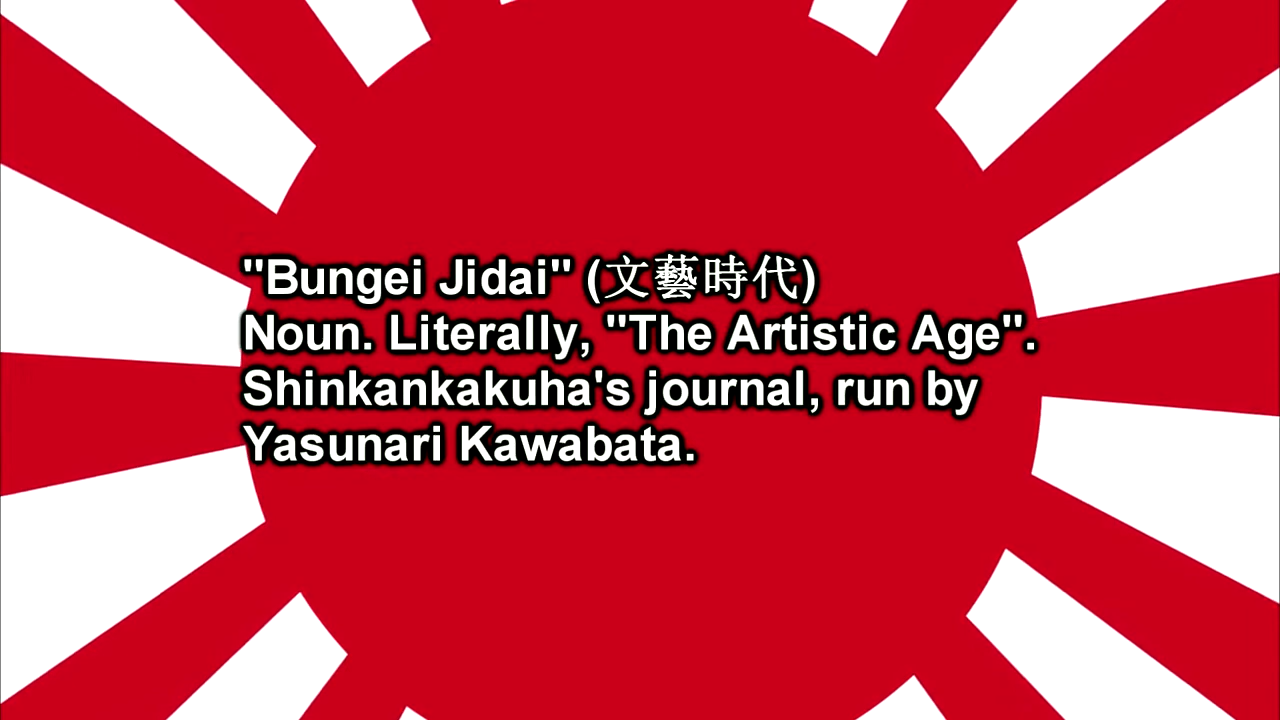 "Bungei Jidai" (文藝時代)
Noun. Literally, "The Artistic Age".
Shinkankakuha's journal, run by
Yasunari Kawabata.